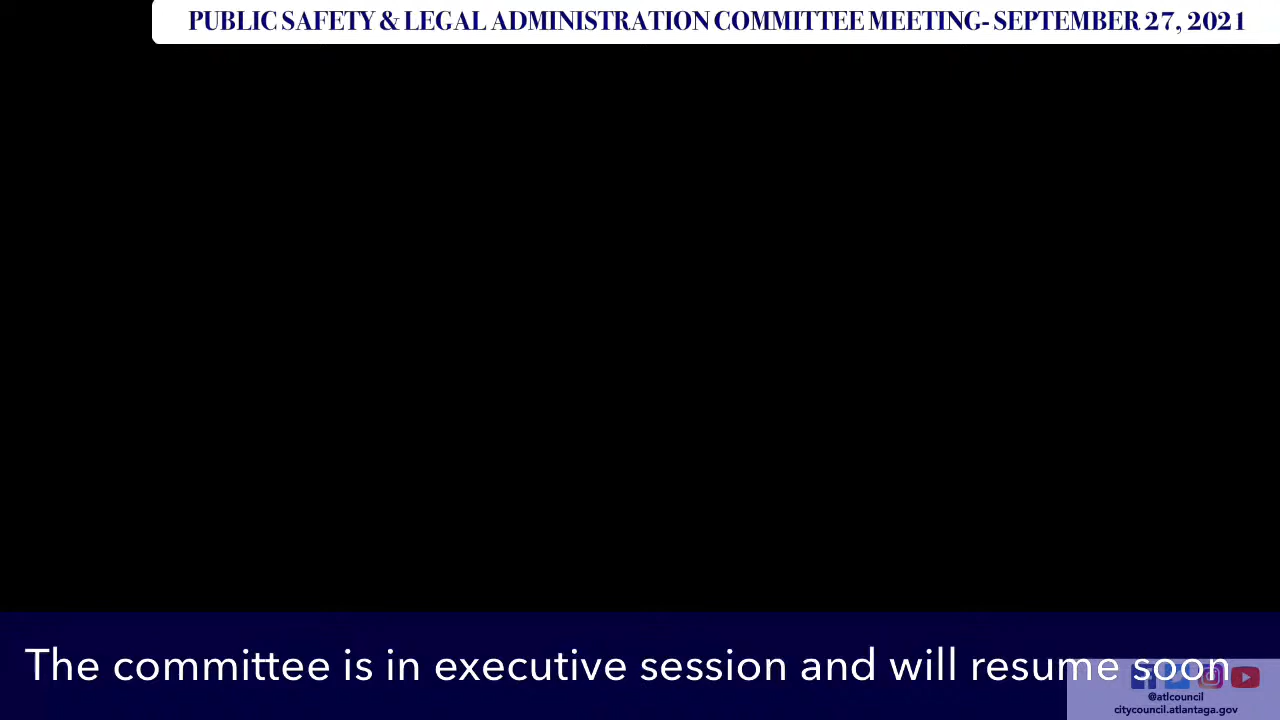 PUBLIC SAFETY & LEGAL ADMINISTRATION COMMITTEE MEETING- SEPTEMBER 27, 2021
The committee is in executive session and will resume soon
@atlcouncil
citycouncil.atlantaga.gov